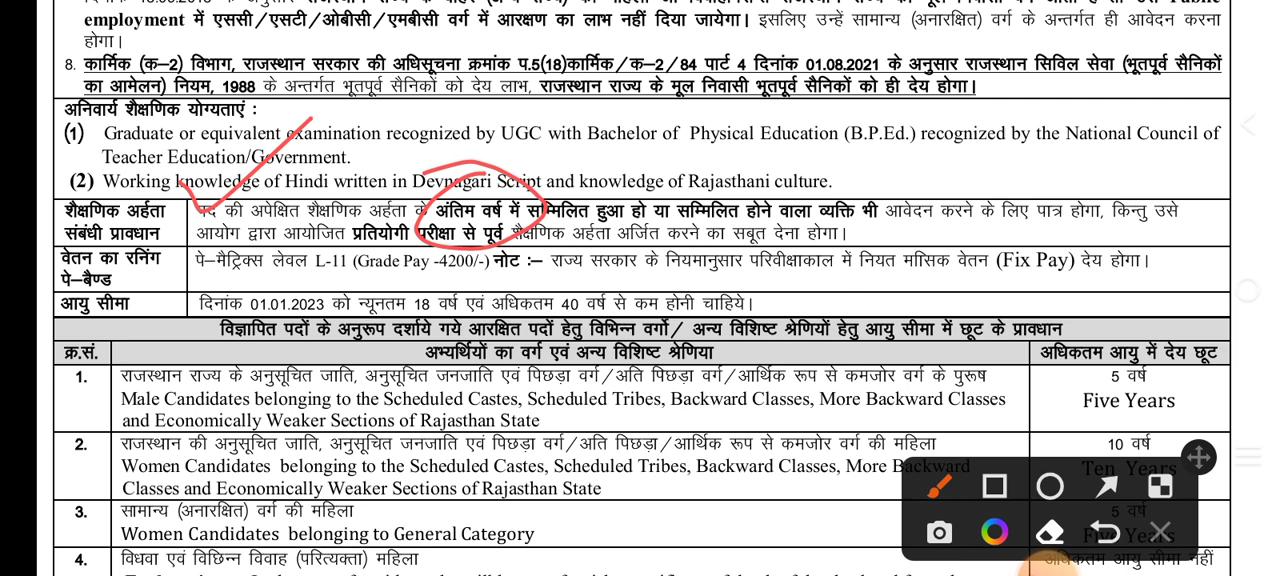 employment में एससी/एसटी/ओबीसी/एमबीसी वर्ग में आरक्षण का लाभ नहीं दिया जायेगा। इसलिए उन्हें सामान्य (अनारक्षित) वर्ग के अन्तर्गत ही आवेदन करना
होगा।
8. कार्मिक (क–2) विभाग, राजस्थान सरकार की अधिसूचना क्रमांक प.5(18)कार्मिक/क–2/84 पार्ट 4 दिनांक 01.08.2021 के अनुसार राजस्थान सिविल सेवा (भूतपूर्व सैनिकों
का आमेलन) नियम, 1988 के अन्तर्गत भूतपूर्व सैनिकों को देय लाभ, राजस्थान राज्य के मूल निवासी भूतपूर्व सैनिकों को ही देय होगा।
अनिवार्य शैक्षणिक योग्यताएं :
(1) Graduate or equivalent examination recognized by UGC with Bachelor of Physical Education (B.P.Ed.) recognized by the National Council of
Teacher Education/Government.
(2) Working knowledge of Hindi written in Devnagari Script and knowledge of Rajasthani culture.
शैक्षणिक अर्हता पद की अपेक्षित शैक्षणिक अर्हता के अंतिम वर्ष में सम्मिलित हुआ हो या सम्मिलित होने वाला व्यक्ति भी आवेदन करने के लिए पात्र होगा, किन्तु उसे
संबंधी प्रावधान आयोग द्वारा आयोजित प्रतियोगी परीक्षा से पूर्व शैक्षणिक अर्हता अर्जित करने का सबूत देना होगा।
वेतन का रनिंग पे–मैट्रिक्स लेवल L-11 (Grade Pay -4200/-) नोट :– राज्य सरकार के नियमानुसार परिवीक्षाकाल में नियत मासिक वेतन (Fix Pay) देय होगा।
पे–बैण्ड
आयु सीमा दिनांक 01.01.2023 को न्यूनतम 18 वर्ष एवं अधिकतम 40 वर्ष से कम होनी चाहिये।
विज्ञापित पदों के अनुरूप दर्शाये गये आरक्षित पदों हेतु विभिन्न वर्गो/ अन्य विशिष्ट श्रेणियों हेतु आयु सीमा में छूट के प्रावधान
क्र.सं. अभ्यर्थियों का वर्ग एवं अन्य विशिष्ट श्रेणिया अधिकतम आयु में देय छूट
1. राजस्थान राज्य के अनुसूचित जाति, अनुसूचित जनजाति एवं पिछड़ा वर्ग/अति पिछड़ा वर्ग/आर्थिक रूप से कमजोर वर्ग के पुरूष 5 वर्ष
Male Candidates belonging to the Scheduled Castes, Scheduled Tribes, Backward Classes, More Backward Classes Five Years
and Economically Weaker Sections of Rajasthan State
2. राजस्थान की अनुसूचित जाति, अनुसूचित जनजाति एवं पिछड़ा वर्ग/अति पिछड़ा/आर्थिक रूप से कमजोर वर्ग की महिला 10 वर्ष
Women Candidates belonging to the Scheduled Castes, Scheduled Tribes, Backward Classes, More Backward Ten Years
Classes and Economically Weaker Sections of Rajasthan State
3. सामान्य (अनारक्षित) वर्ग की महिला 5 वर्ष
Women Candidates belonging to General Category Five Years
4. विधवा एवं विछिन्न विवाह (परित्यक्ता) महिला अधिकतम आयु सीमा नहीं